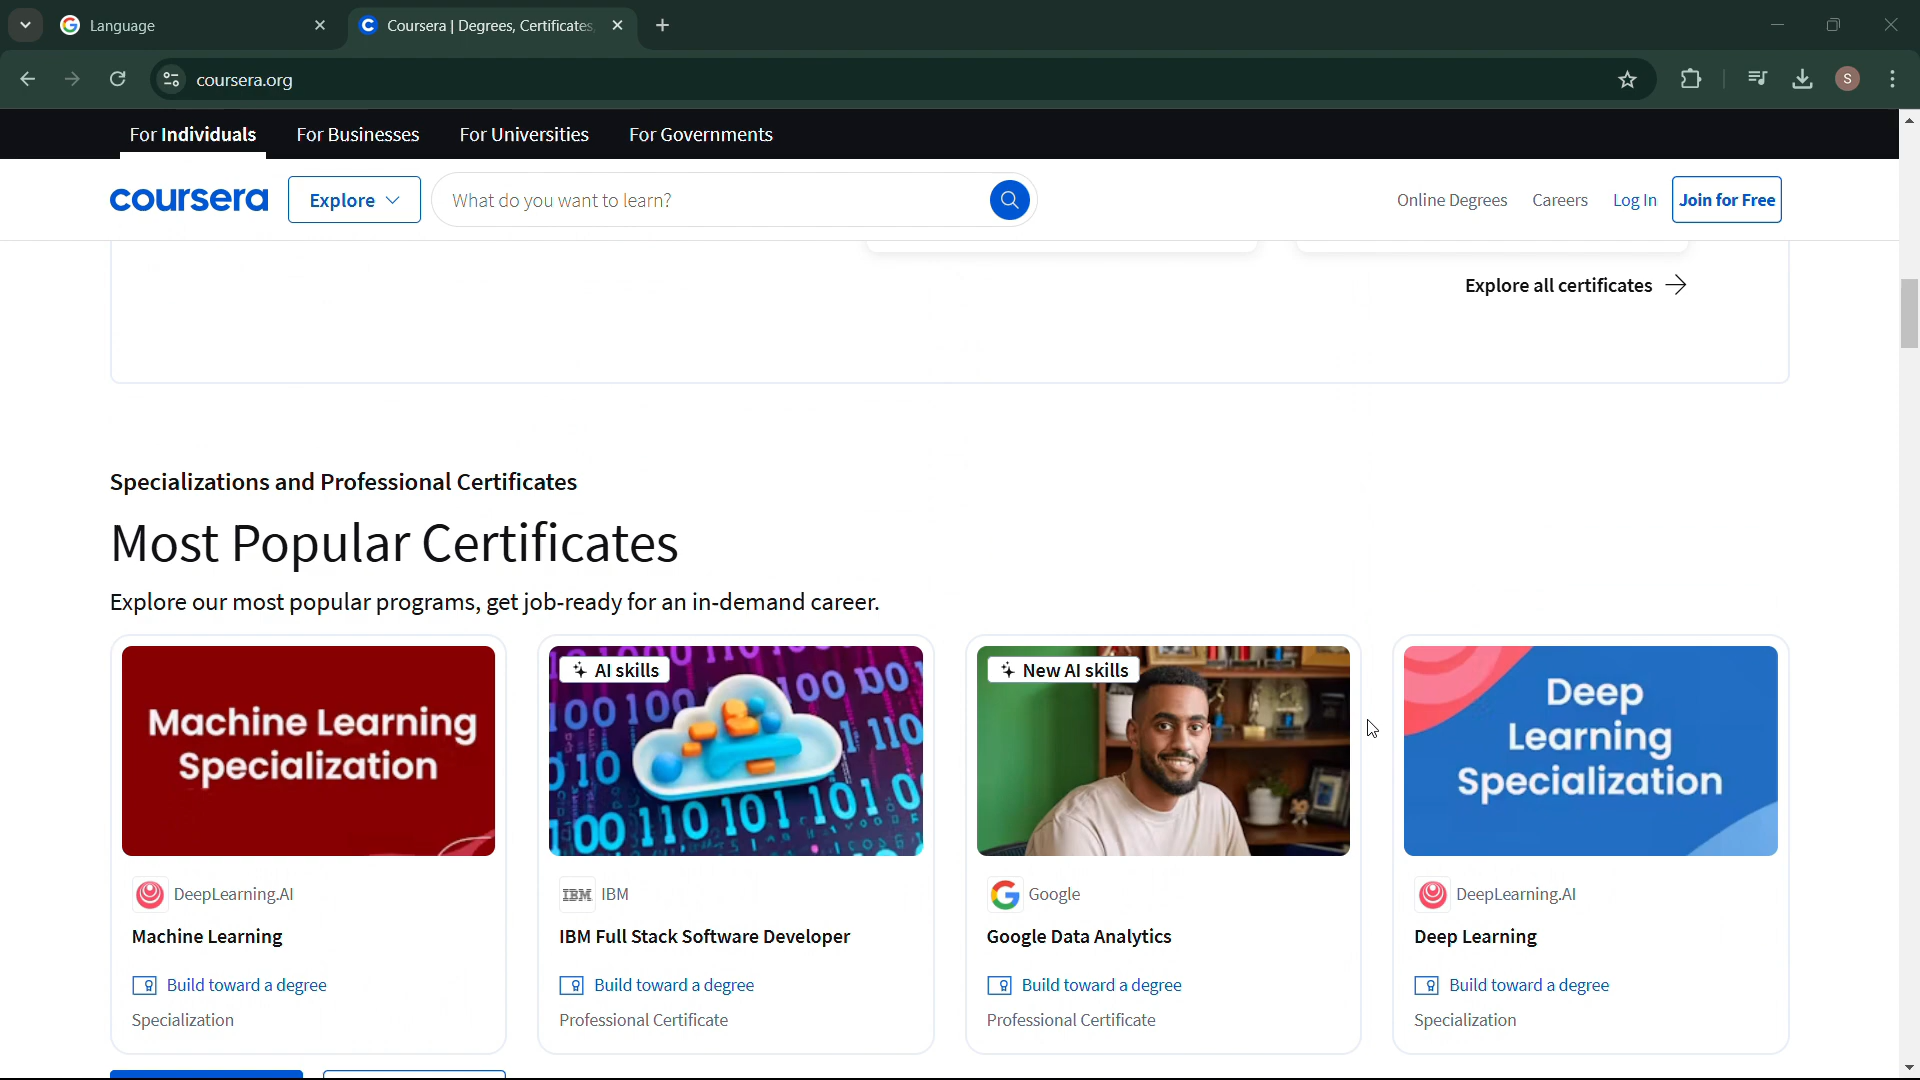 Language
Coursera | Degrees, Certificates,
coursera.org
S
For Individuals
For Businesses
For Universities
For Governments
coursera
Explore
What do you want to learn?
Online Degrees
Careers
Log In
Join for Free
Explore all certificates
Specializations and Professional Certificates
Most Popular Certificates
Explore our most popular programs, get job-ready for an in-demand career.
Machine Learning
Specialization
DeepLearning.AI
Machine Learning
Build toward a degree
Specialization
AI skills
IBM
IBM
IBM Full Stack Software Developer
Build toward a degree
Professional Certificate
New AI skills
Google
Google Data Analytics
Build toward a degree
Professional Certificate
Deep
Learning
Specialization
DeepLearning.AI
Deep Learning
Build toward a degree
Specialization